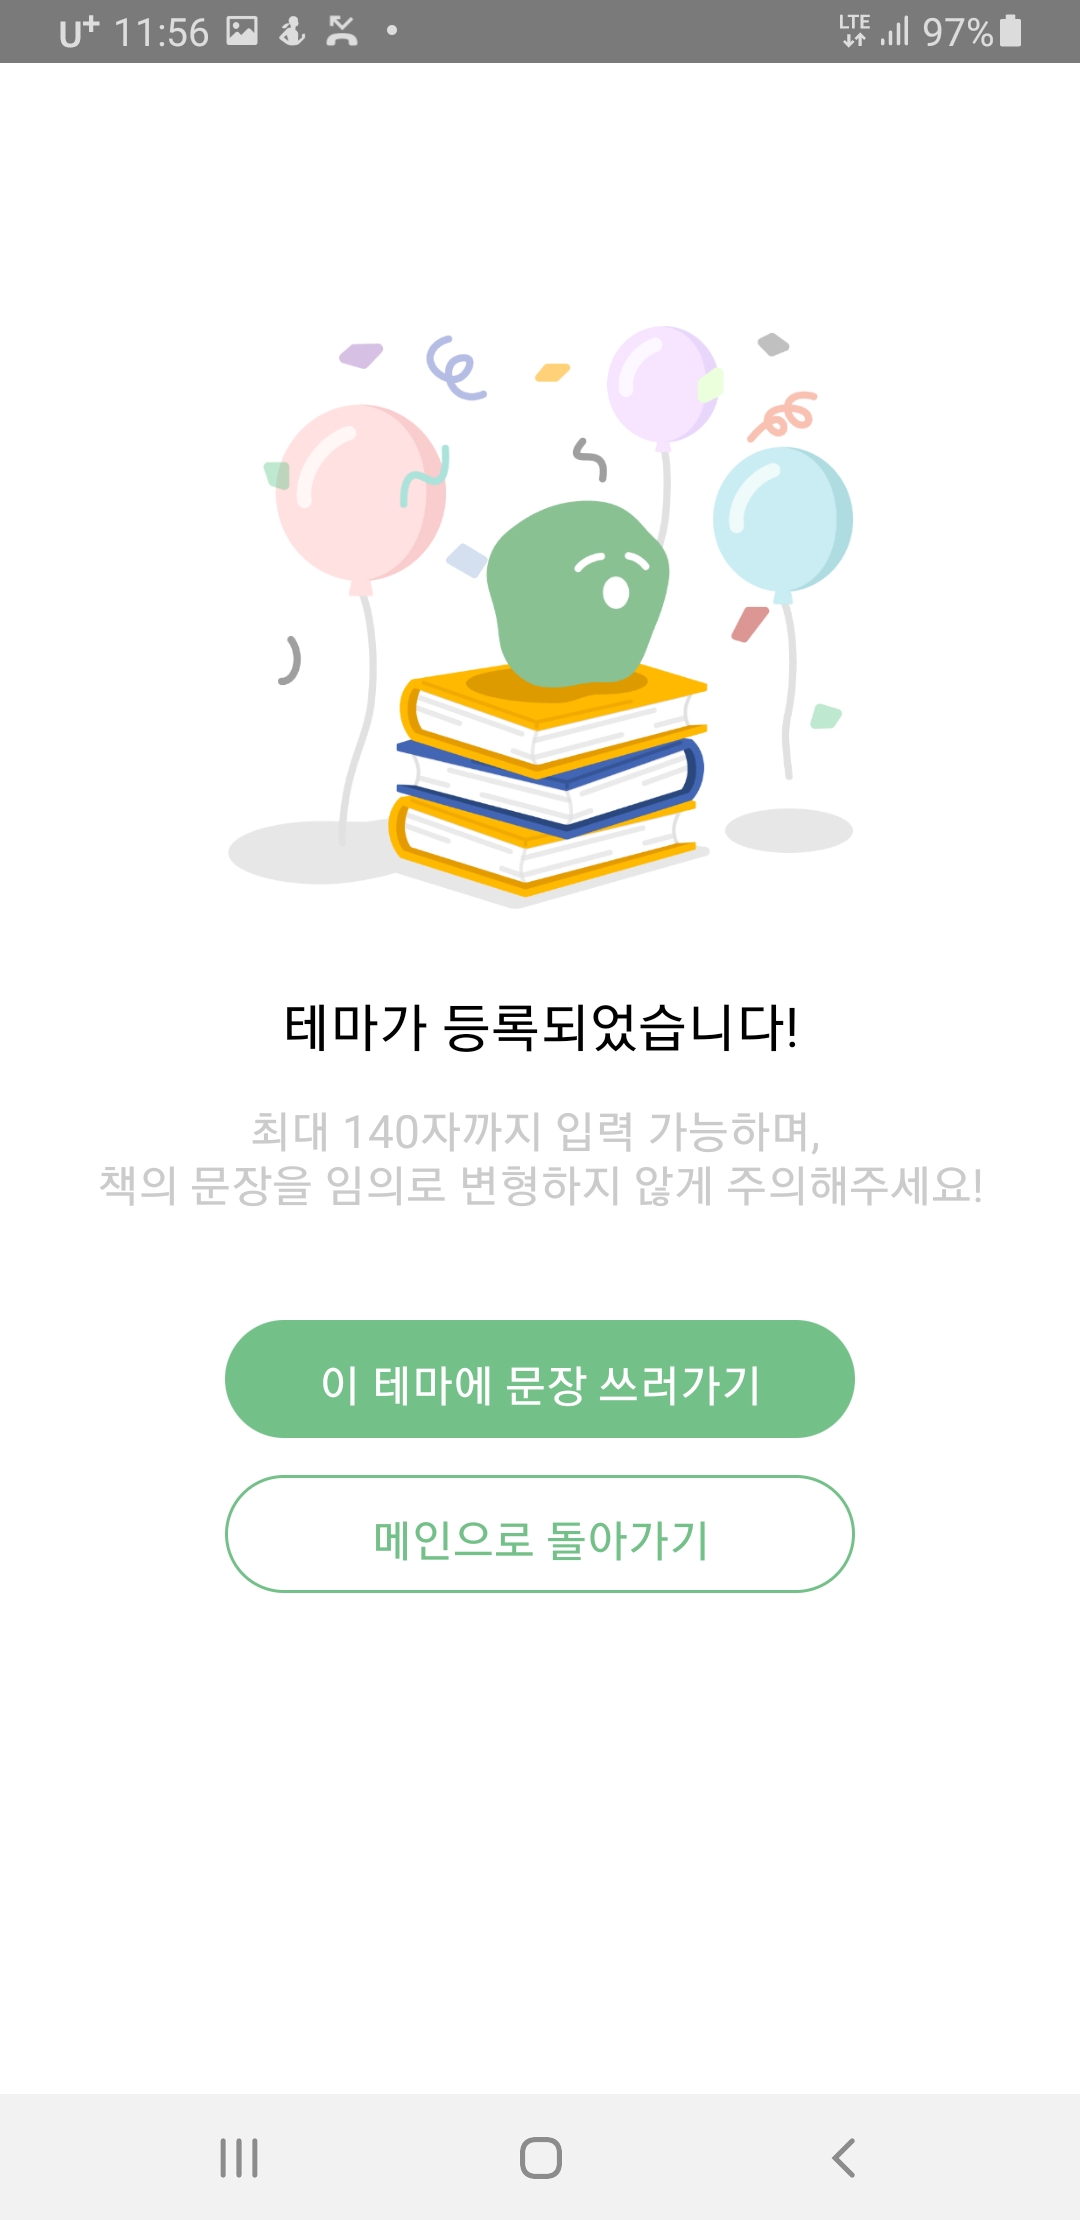 U+ 11:56 LTE 97%
테마가 등록되었습니다!
최대 140자까지 입력 가능하며,
책의 문장을 임의로 변형하지 않게 주의해주세요!
이 테마에 문장 쓰러가기
메인으로 돌아가기